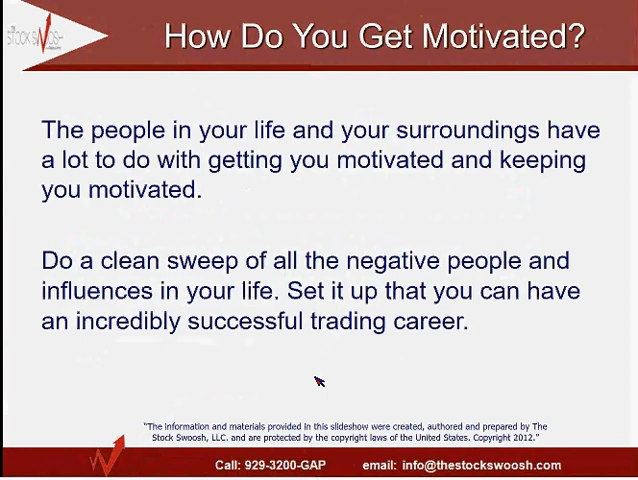 How Do You Get Motivated?
The people in your life and your surroundings have
a lot to do with getting you motivated and keeping
you motivated.
Do a clean sweep of all the negative people and
influences in your life. Set it up that you can have
an incredibly successful trading career.
"The information and materials provided in this slideshow were created, authored and prepared by The
Stock Swoosh, LLC. and are protected by the copyright laws of the United States. Copyright 2012."
Call: 929-3200-GAP email: info@thestockswoosh.com